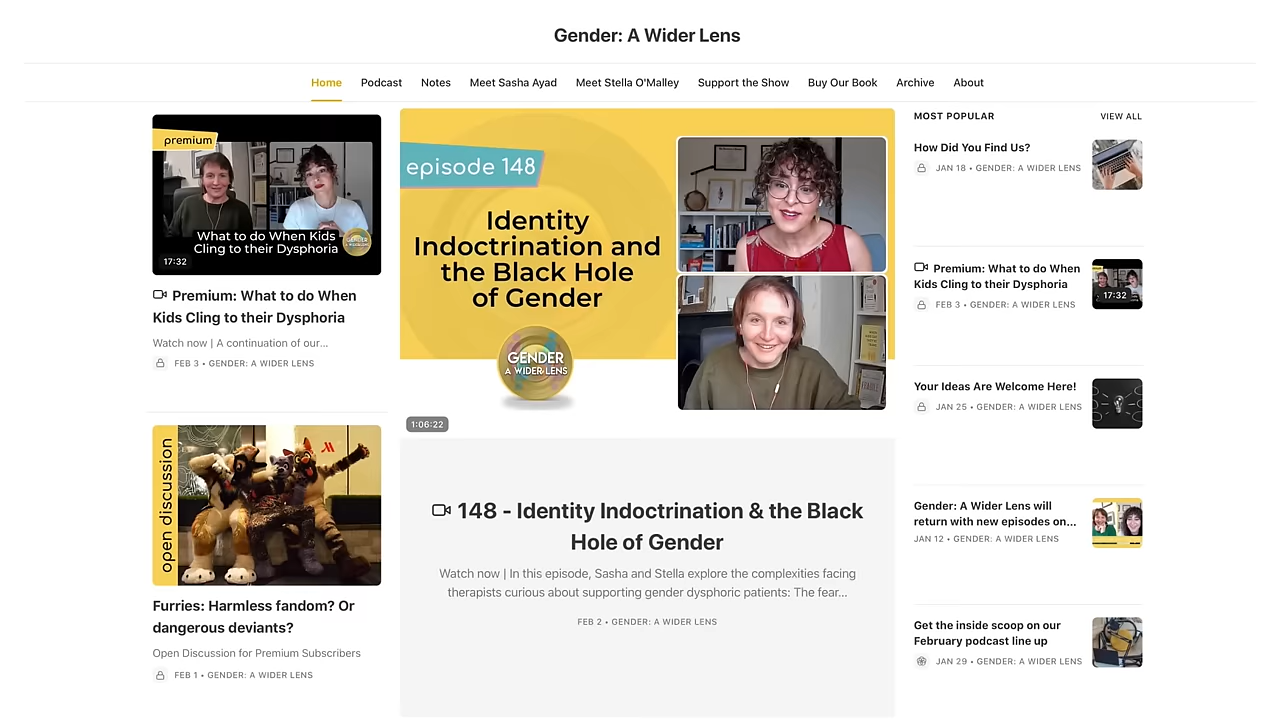 Gender: A Wider Lens
Home Podcast Notes Meet Sasha Ayad Meet Stella O'Malley Support the Show Buy Our Book Archive About
premium
What to do When Kids
Cling to their Dysphoria
GENDER
17:32
Premium: What to do When
Kids Cling to their Dysphoria
Watch now | A continuation of our...
FEB 3 • GENDER: A WIDER LENS
open discussion
Furries: Harmless fandom? Or
dangerous deviants?
Open Discussion for Premium Subscribers
FEB 1 • GENDER: A WIDER LENS
episode 148
Identity
Indoctrination and
the Black Hole
of Gender
GENDER
A WIDER LENS
1:06:22
148 - Identity Indoctrination & the Black
Hole of Gender
Watch now | In this episode, Sasha and Stella explore the complexities facing
therapists curious about supporting gender dysphoric patients: The fear...
FEB 2 • GENDER: A WIDER LENS
MOST POPULAR VIEW ALL
How Did You Find Us?
JAN 18 • GENDER: A WIDER LENS
Premium: What to do When
Kids Cling to their Dysphoria
FEB 3 • GENDER: A WIDER LENS
17:32
Your Ideas Are Welcome Here!
JAN 25 • GENDER: A WIDER LENS
Gender: A Wider Lens will
return with new episodes on...
JAN 12 • GENDER: A WIDER LENS
Get the inside scoop on our
February podcast line up
JAN 29 • GENDER: A WIDER LENS